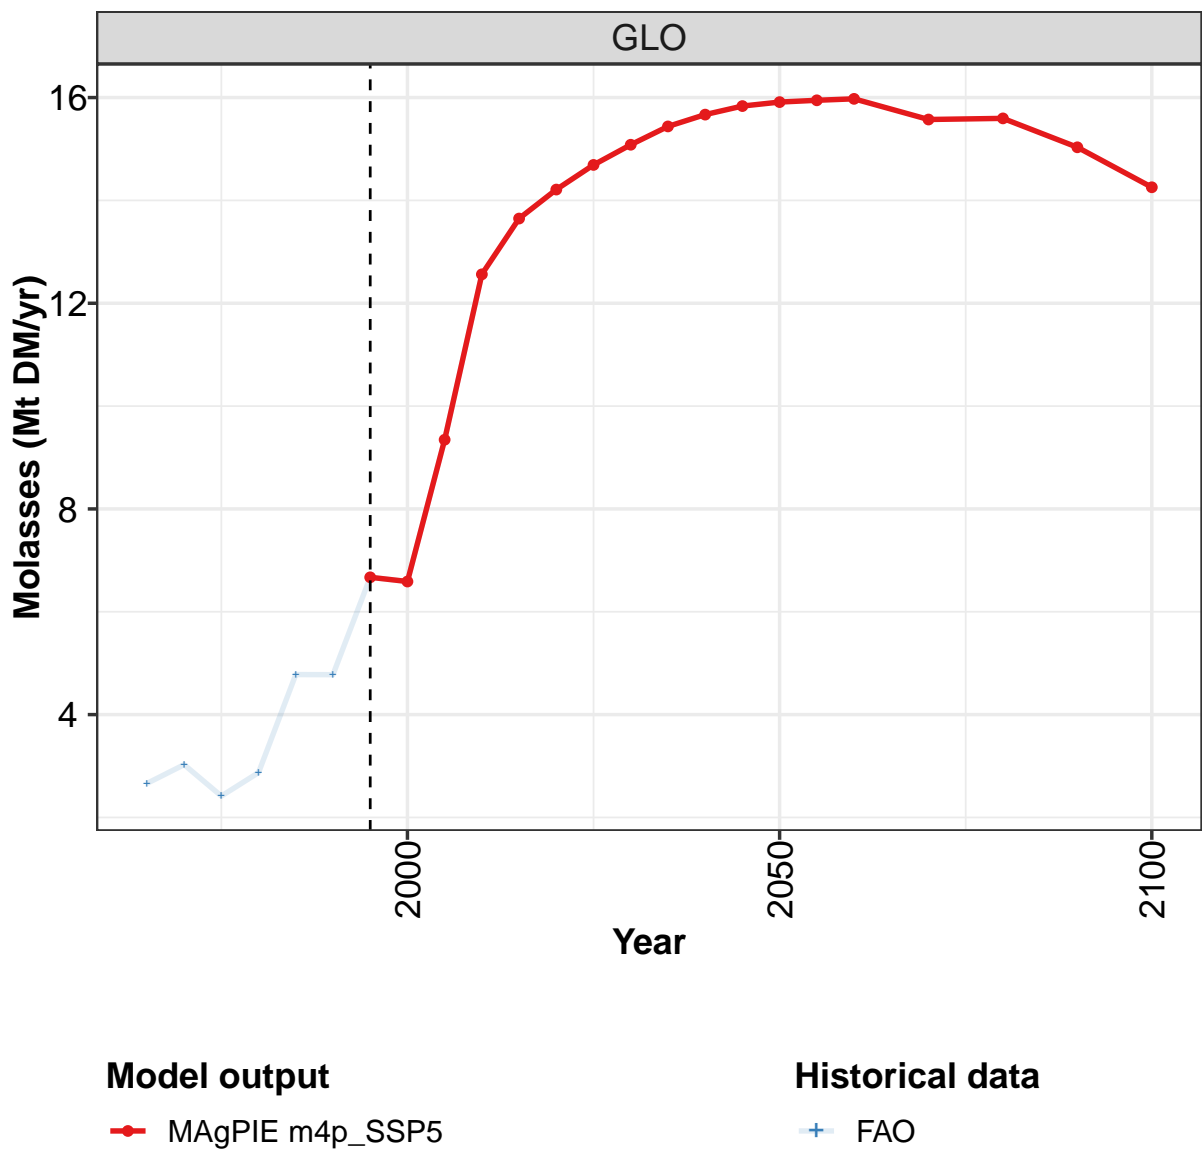 GLO
16
12
8
4
Molasses (Mt DM/yr)
2000
2050
2100
Year
Model output
Historical data
MAgPIE m4p_SSP5
FAO